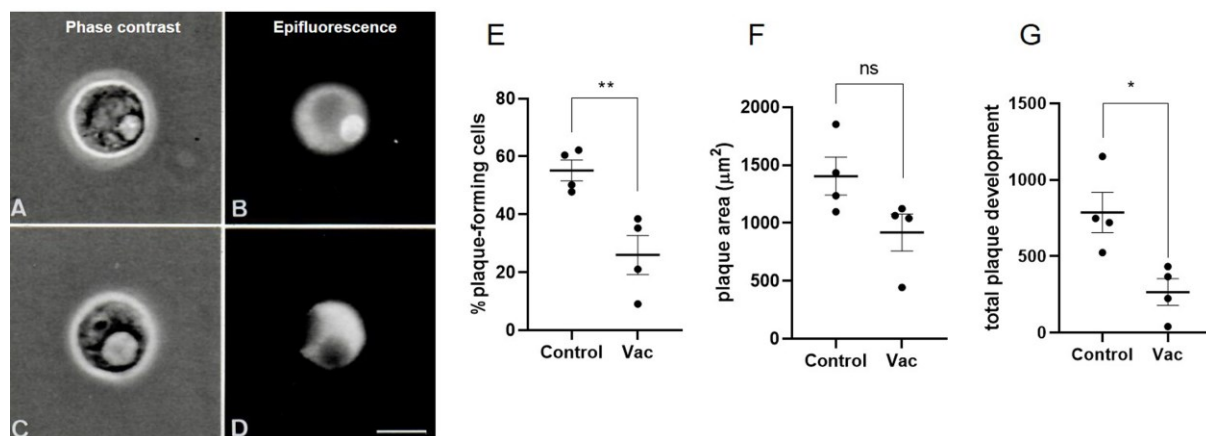 Phase contrast
Epifluorescence
A
B
C
D
E
**
% plaque-forming cells
80
60
40
20
0
Control
Vac
F
ns
plaque area (μm²)
2000
1500
1000
500
0
Control
Vac
G
*
total plaque development
1500
1000
500
0
Control
Vac